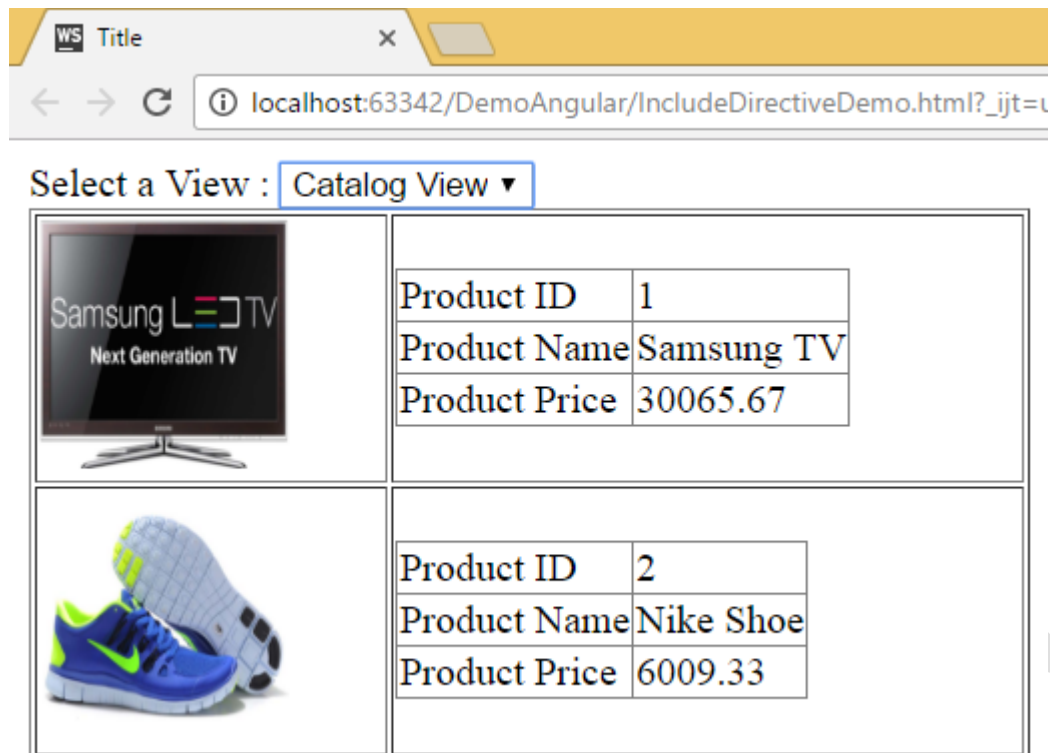 WS Title
localhost:63342/DemoAngular/IncludeDirectiveDemo.html?_ijt=
Select a View : Catalog View
Samsung LED TV
Next Generation TV
Product ID 1
Product Name Samsung TV
Product Price 30065.67
Product ID 2
Product Name Nike Shoe
Product Price 6009.33